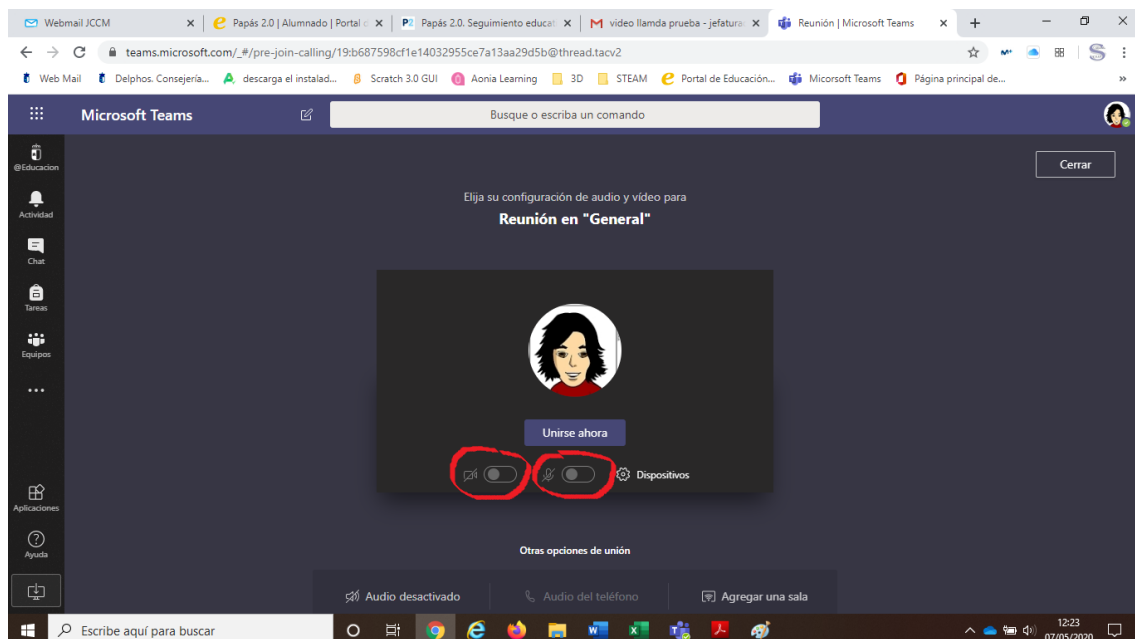 Webmail JCCM
Papás 2.0 | Alumnado | Portal d
Papás 2.0. Seguimiento educati
video llamda prueba - jefatura
Reunión | Microsoft Teams
teams.microsoft.com/_#/pre-join-calling/19:b687598cf1e14032955ce7a13aa29d5b@thread.tacv2
Web Mail
Delphos. Consejería...
descarga el instalad...
Scratch 3.0 GUI
Aonia Learning
3D
STEAM
Portal de Educación...
Micorsoft Teams
Página principal de...
Microsoft Teams
Busque o escriba un comando
@Educacion
Cerrar
Actividad
Elija su configuración de audio y vídeo para
Reunión en "General"
Chat
Tareas
Equipos
Unirse ahora
Dispositivos
Aplicaciones
Ayuda
Otras opciones de unión
Audio desactivado
Audio del teléfono
Agregar una sala
Escribe aquí para buscar
12:23
07/05/2020